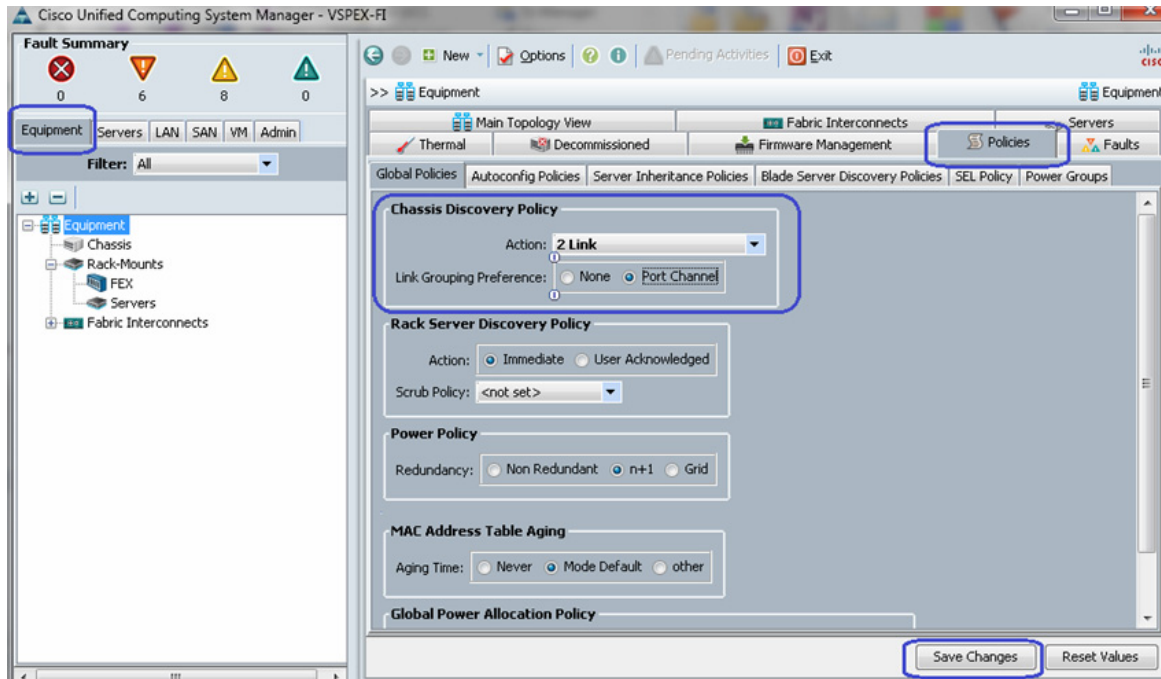 Cisco Unified Computing System Manager - VSPEX-FI
Fault Summary
0 6 8 0
Equipment Servers LAN SAN VM Admin
Filter: All
Equipment
Chassis
Rack-Mounts
FEX
Servers
Fabric Interconnects
New Options Pending Activities Exit
>> Equipment Equipment
Main Topology View Fabric Interconnects Servers
Thermal Decommissioned Firmware Management Policies Faults
Global Policies Autoconfig Policies Server Inheritance Policies Blade Server Discovery Policies SEL Policy Power Groups
Chassis Discovery Policy
Action: 2 Link
Link Grouping Preference: None Port Channel
Rack Server Discovery Policy
Action: Immediate User Acknowledged
Scrub Policy: <not set>
Power Policy
Redundancy: Non Redundant n+1 Grid
MAC Address Table Aging
Aging Time: Never Mode Default other
Global Power Allocation Policy
Save Changes Reset Values